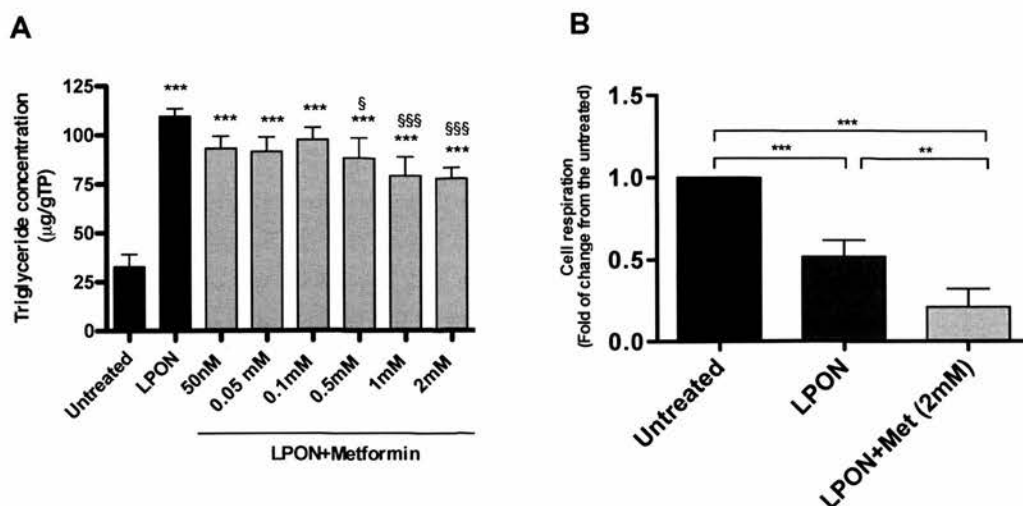 A
Triglyceride concentration
(µg/gTP)
125
100
75
50
25
0
***
***
***
***
§
***
§§§
***
§§§
***
Untreated
LPON
50nM
0.05 mM
0.1mM
0.5mM
1mM
2mM
LPON+Metformin
B
Cell respiration
(Fold of change from the untreated)
1.5
1.0
0.5
0.0
***
***
**
Untreated
LPON
LPON+Met (2mM)